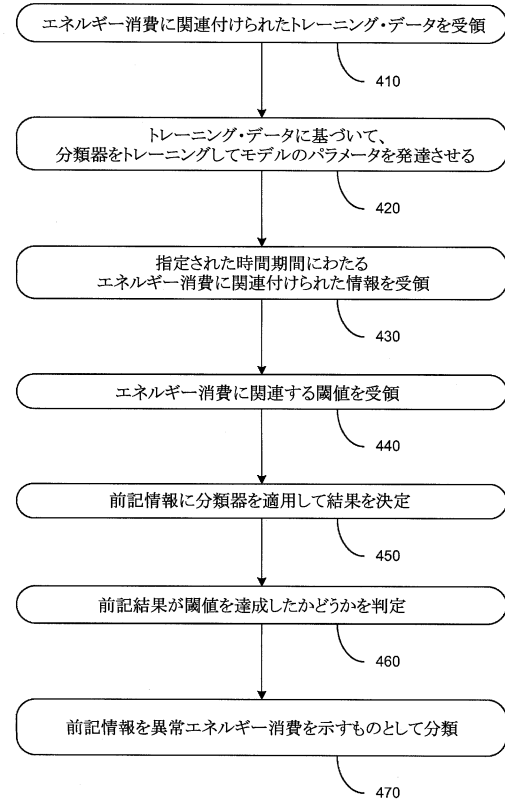 エネルギー消費に関連付けられたトレーニング・データを受領
410
トレーニング・データに基づいて、
分類器をトレーニングしてモデルのパラメータを発達させる
420
指定された時間期間にわたる
エネルギー消費に関連付けられた情報を受領
430
エネルギー消費に関連する閾値を受領
440
前記情報に分類器を適用して結果を決定
450
前記結果が閾値を達成したかどうかを判定
460
前記情報を異常エネルギー消費を示すものとして分類
470